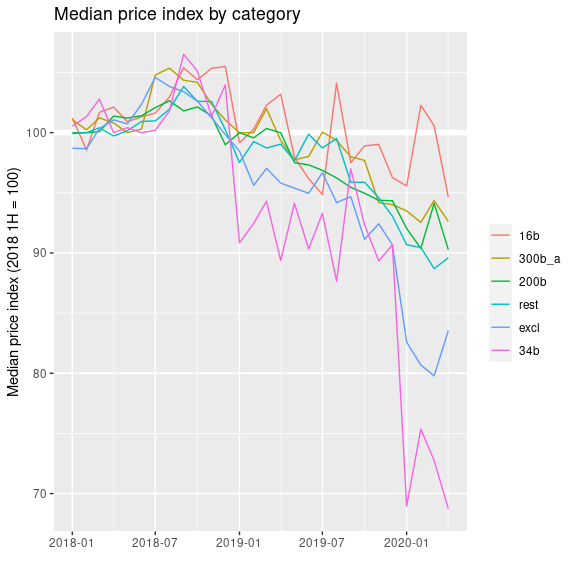 Median price index by category
Median price index (2018 1H = 100)
100
90
80
70
2018-01 2018-07 2019-01 2019-07 2020-01
16b
300b_a
200b
rest
excl
34b